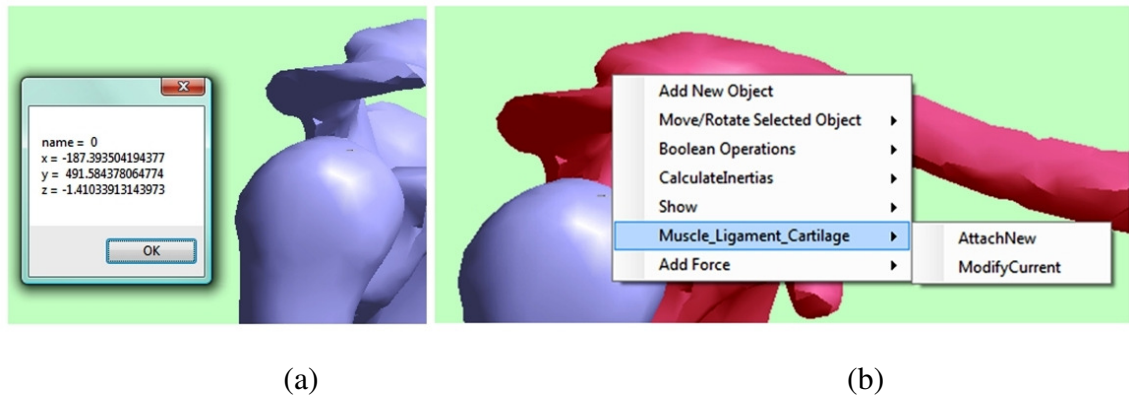 name = 0
x = -187.393504194377
y = 491.584378064774
z = -1.41033913143973
OK
Add New Object
Move/Rotate Selected Object
Boolean Operations
CalculateInertias
Show
Muscle_Ligament_Cartilage
Add Force
AttachNew
ModifyCurrent
(a)
(b)